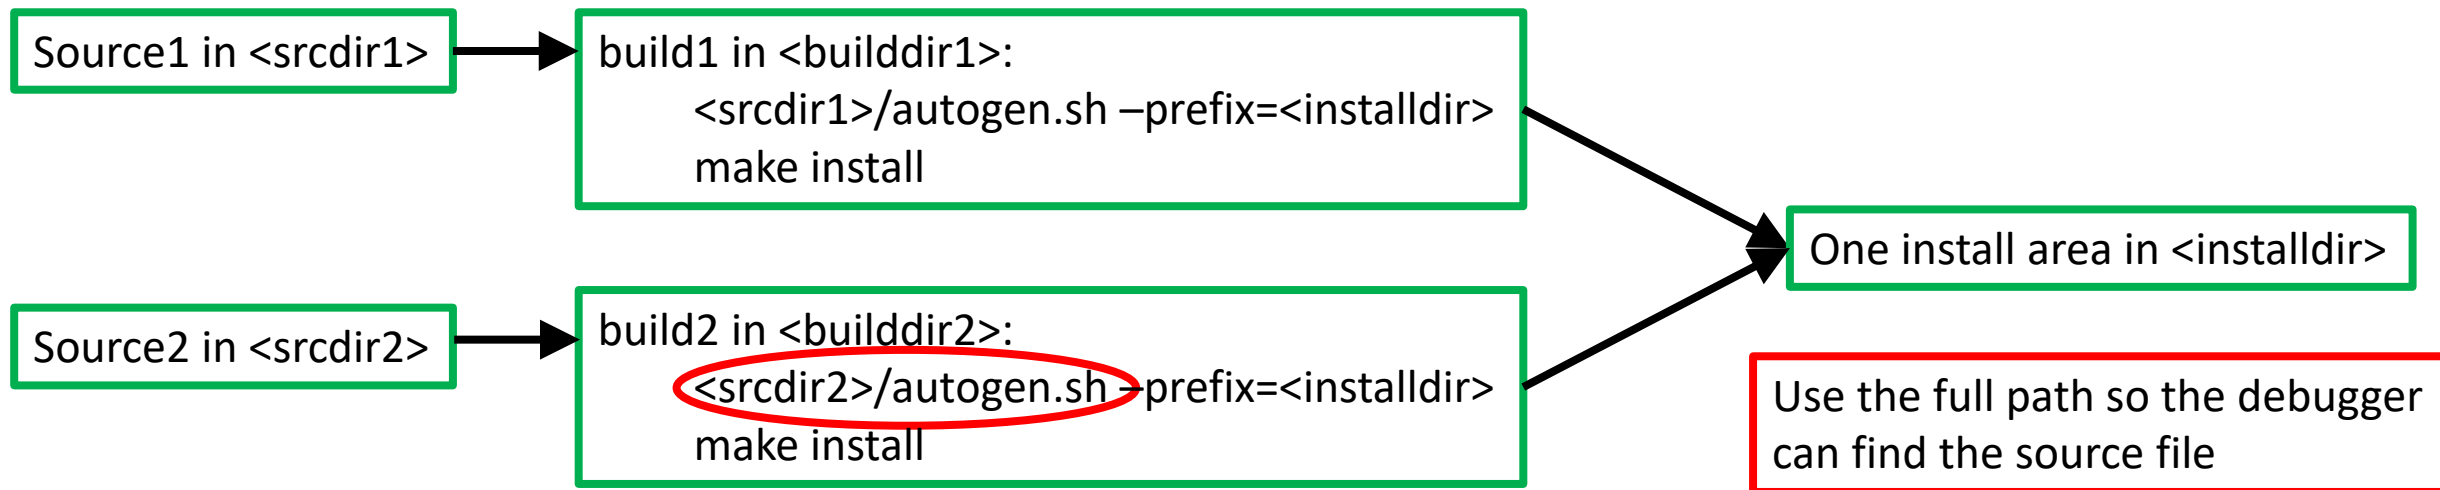 Source1 in <srcdir1>
build1 in <builddir1>:
<srcdir1>/autogen.sh –prefix=<installdir>
make install
One install area in <installdir>
Source2 in <srcdir2>
build2 in <builddir2>:
<srcdir2>/autogen.sh –prefix=<installdir>
make install
Use the full path so the debugger
can find the source file